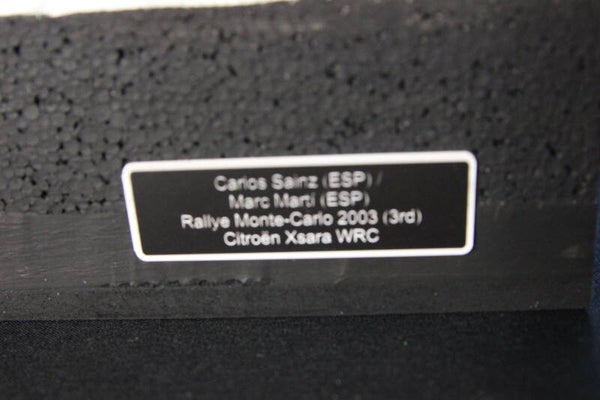 Carlos Sainz (ESP) /
Marc Marti (ESP)
Rallye Monte-Carlo 2003 (3rd)
Citroën Xsara WRC